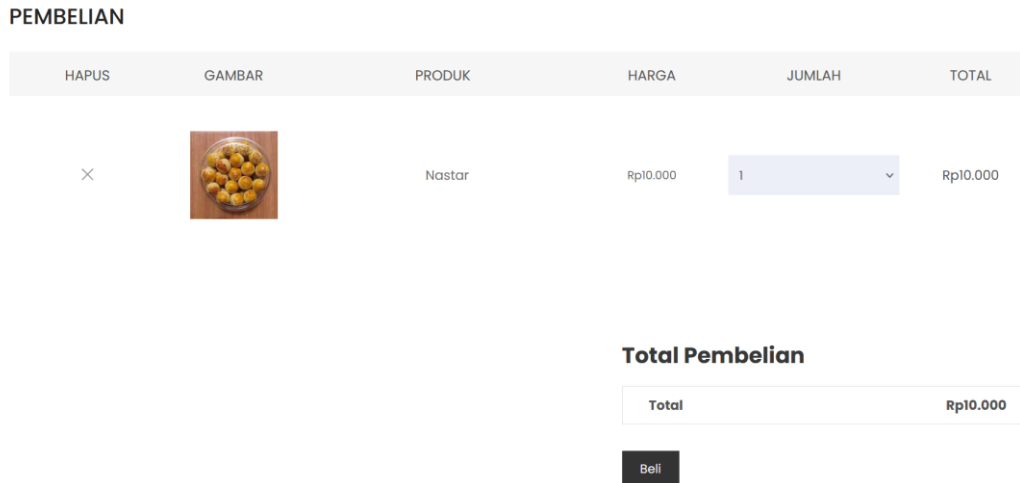 PEMBELIAN
HAPUS GAMBAR PRODUK HARGA JUMLAH TOTAL
Nastar Rp10.000 1 Rp10.000
Total Pembelian
Total Rp10.000
Beli